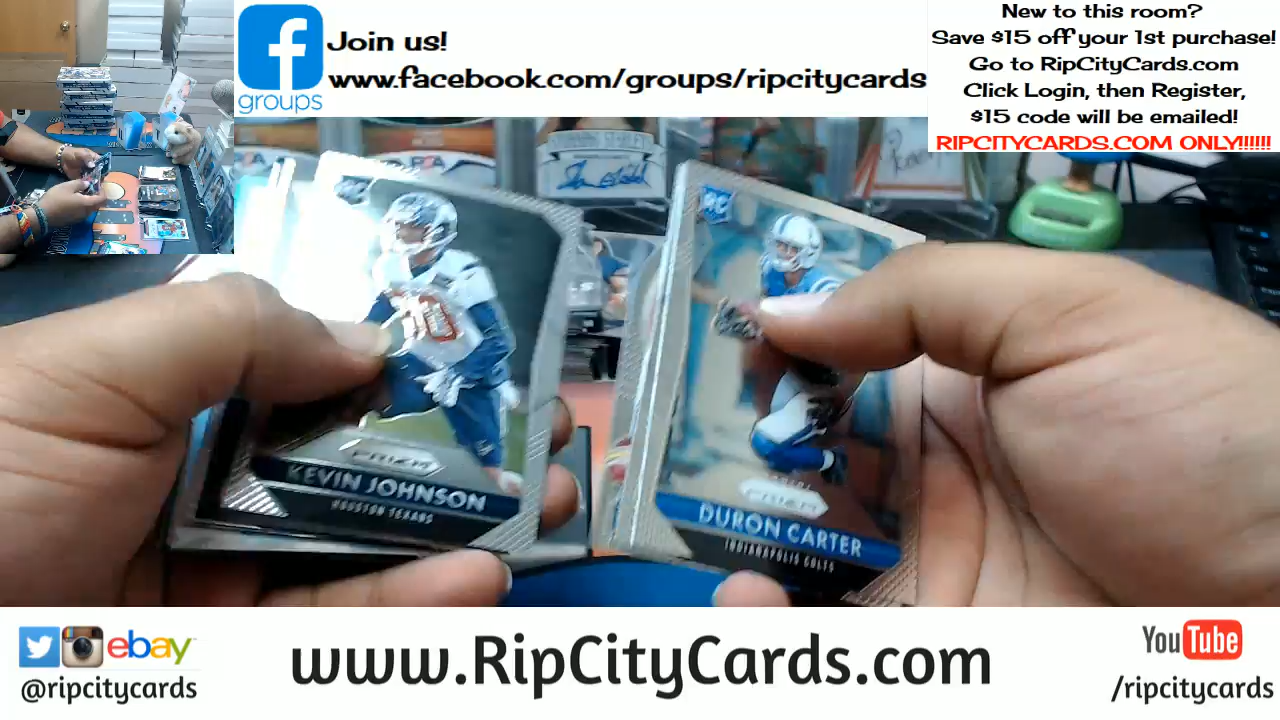 Join us!
www.facebook.com/groups/ripcitycards
groups
New to this room?
Save $15 off your 1st purchase!
Go to RipCityCards.com
Click Login, then Register,
$15 code will be emailed!
RIPCITYCARDS.COM ONLY!!!!!!
RC
PRIZM
KEVIN JOHNSON
HOUSTON TEXANS
PRIZM
DURON CARTER
INDIANAPOLIS COLTS
ebay
@ripcitycards
www.RipCityCards.com
YouTube
/ripcitycards